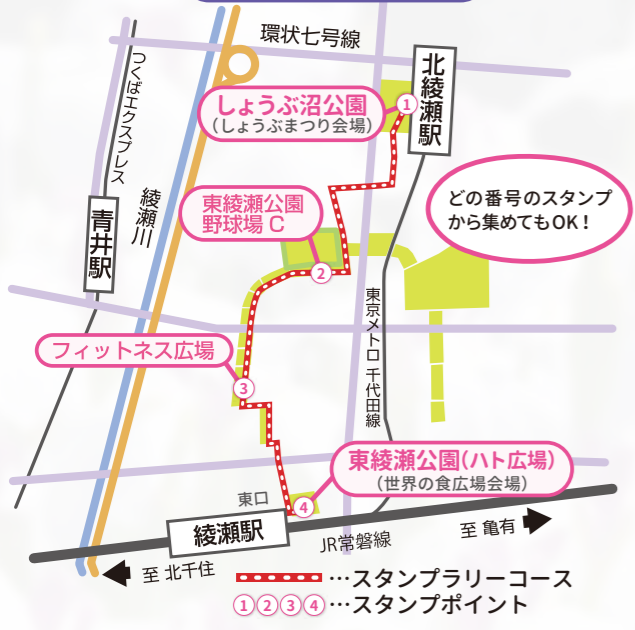 環状七号線
つくばエクスプレス
北綾瀬駅
しょうぶ沼公園
(しょうぶまつり会場)
1
綾瀬川
東綾瀬公園
野球場 C
どの番号のスタンプ
から集めてもOK！
青井駅
2
東京メトロ 千代田線
フィットネス広場
3
東綾瀬公園(ハト広場)
(世界の食広場会場)
東口
4
綾瀬駅
JR常磐線
至 亀有
至 北千住
…スタンプラリーコース
①②③④…スタンプポイント